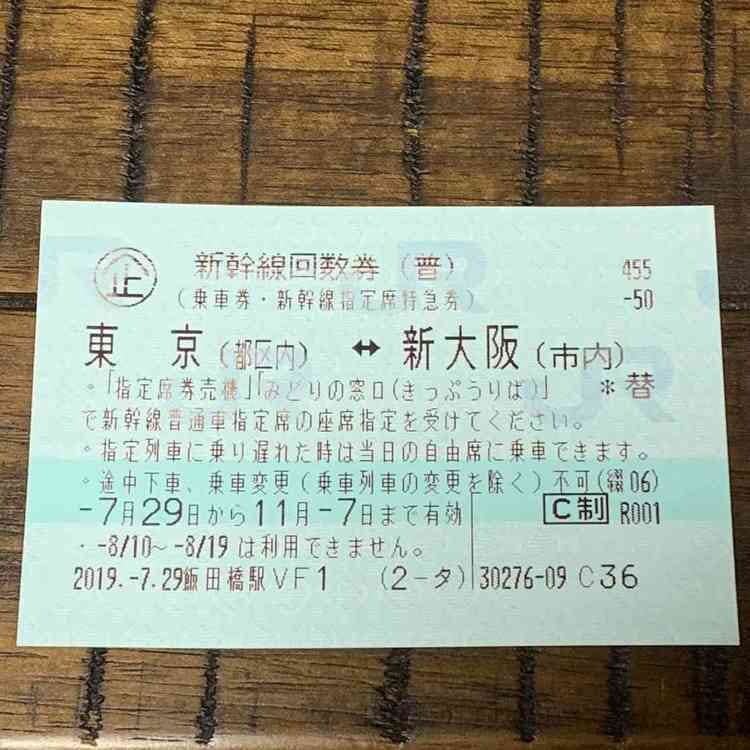 企 新幹線回数券(普) 455
(乗車券・新幹線指定席特急券) -50
東 京(都区内) ↔ 新大阪(市内)
。「指定席券売機」「みどりの窓口(きっぷうりば)」 *替
で新幹線普通車指定席の座席指定を受けてください。
。指定列車に乗り遅れた時は当日の自由席に乗車できます。
。途中下車、乗車変更(乗車列車の変更を除く)不可(綴06)
-7月29日から11月-7日まで有効 C制 R001
・-8/10~-8/19 は利用できません。
2019.-7.29飯田橋駅VF1 (2-タ) 30276-09 C36